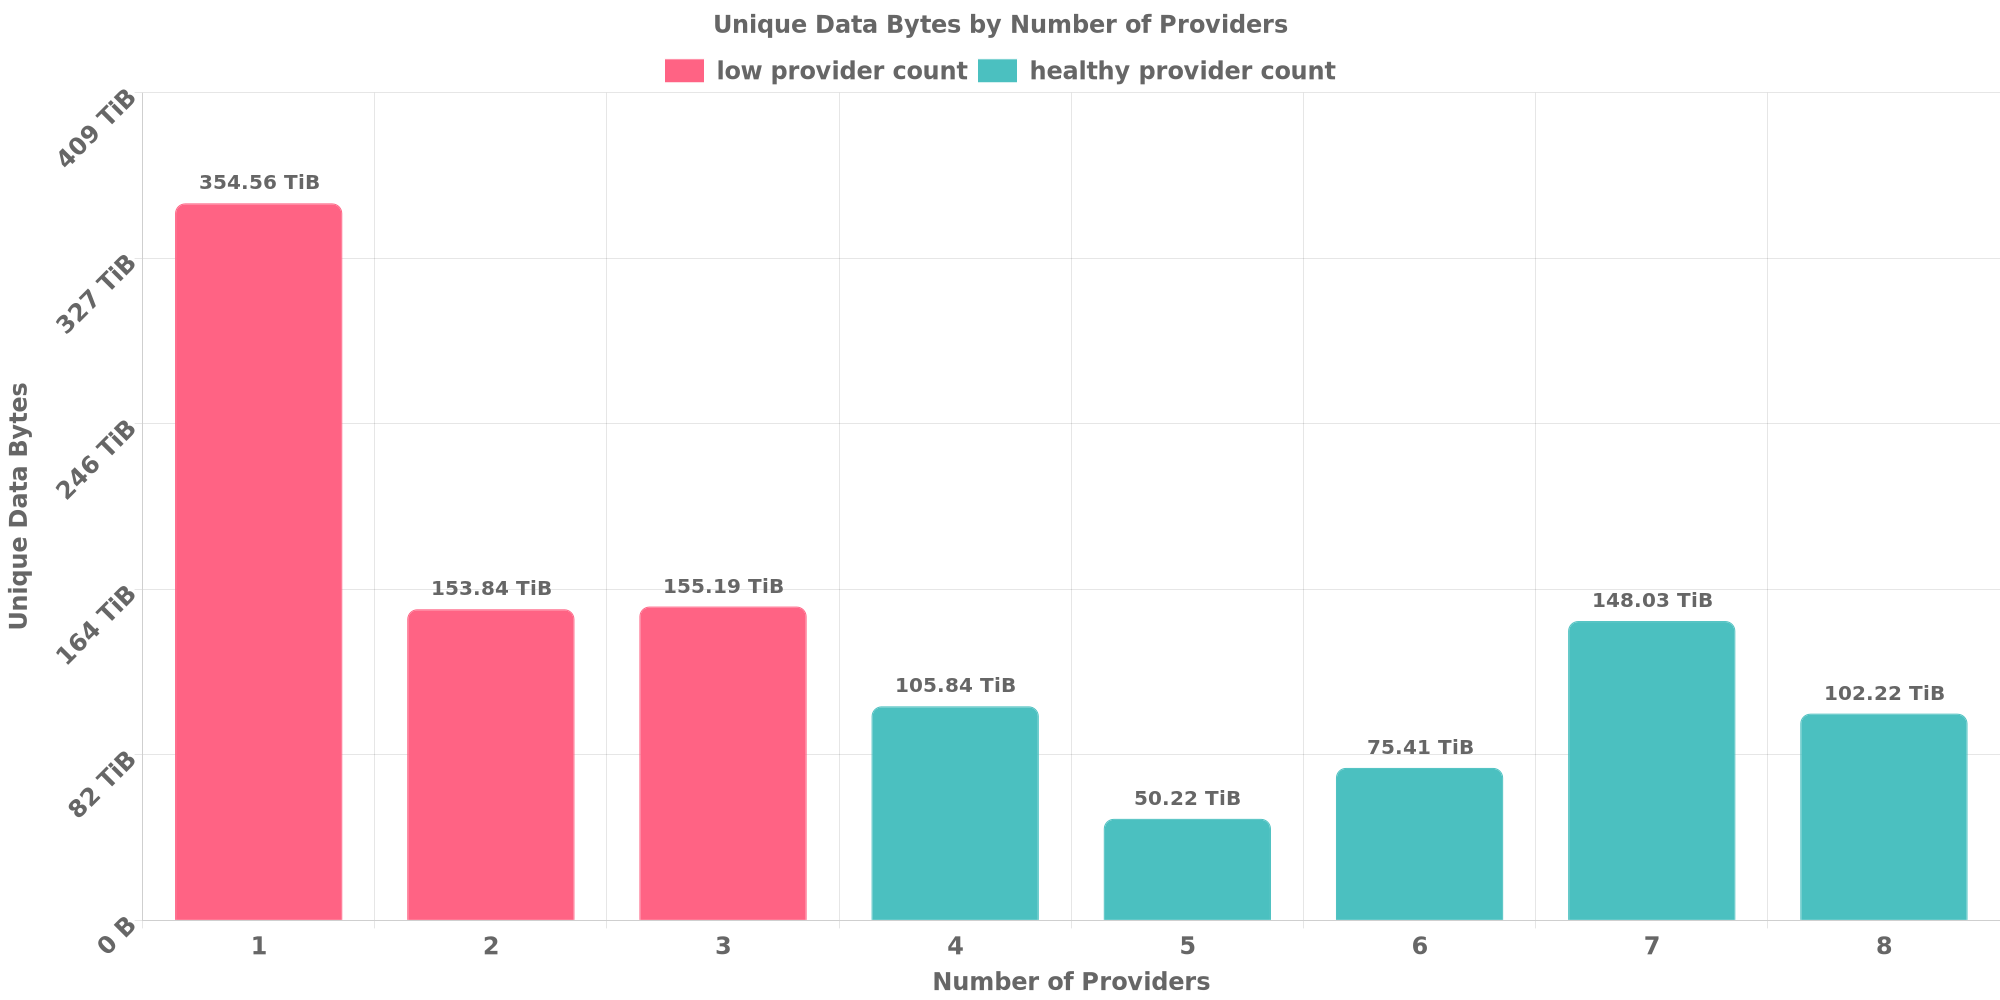 Unique Data Bytes by Number of Providers
low provider count healthy provider count
409 TiB
327 TiB
246 TiB
164 TiB
82 TiB
0 B
Unique Data Bytes
354.56 TiB
153.84 TiB
155.19 TiB
105.84 TiB
50.22 TiB
75.41 TiB
148.03 TiB
102.22 TiB
1 2 3 4 5 6 7 8
Number of Providers